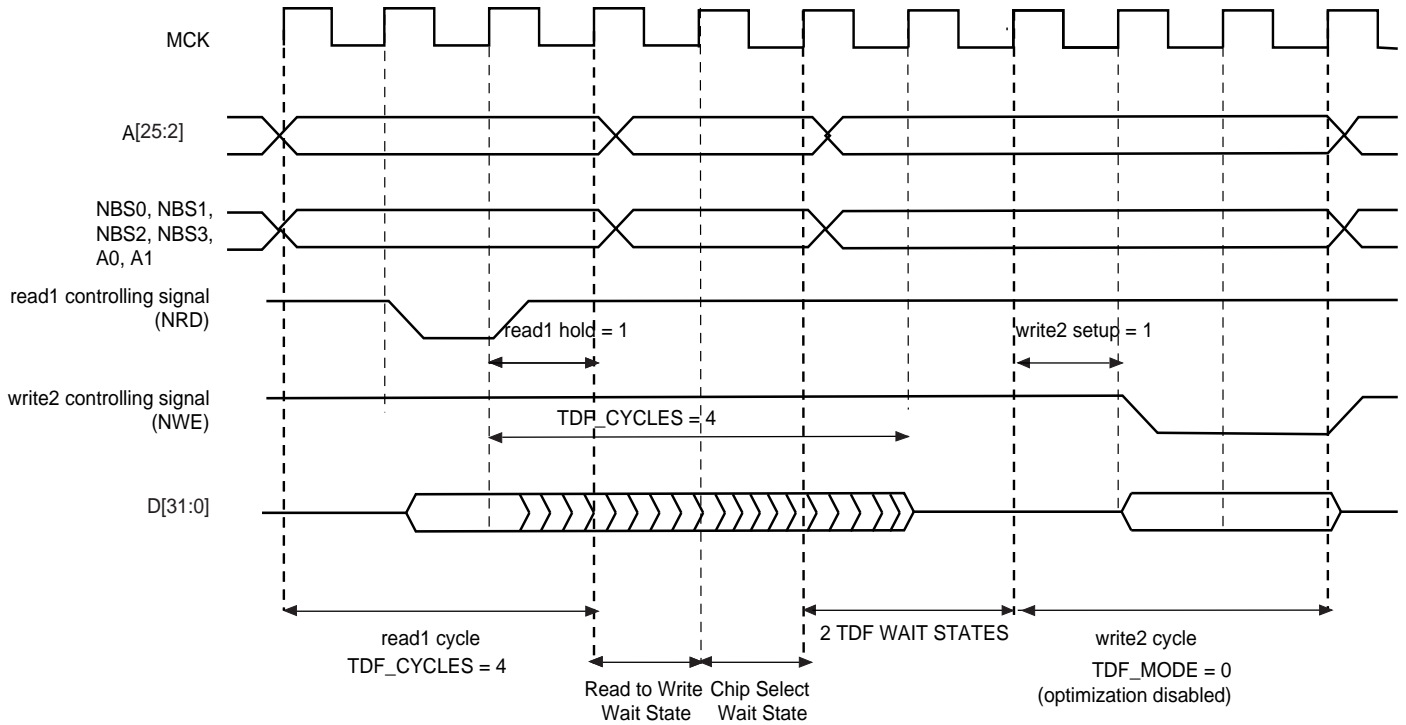 MCK
A[25:2]
NBS0, NBS1,
NBS2, NBS3,
A0, A1
read1 controlling signal
(NRD)
read1 hold = 1
write2 setup = 1
write2 controlling signal
(NWE)
TDF_CYCLES = 4
D[31:0]
read1 cycle
TDF_CYCLES = 4
2 TDF WAIT STATES
write2 cycle
TDF_MODE = 0
(optimization disabled)
Read to Write
Wait State
Chip Select
Wait State